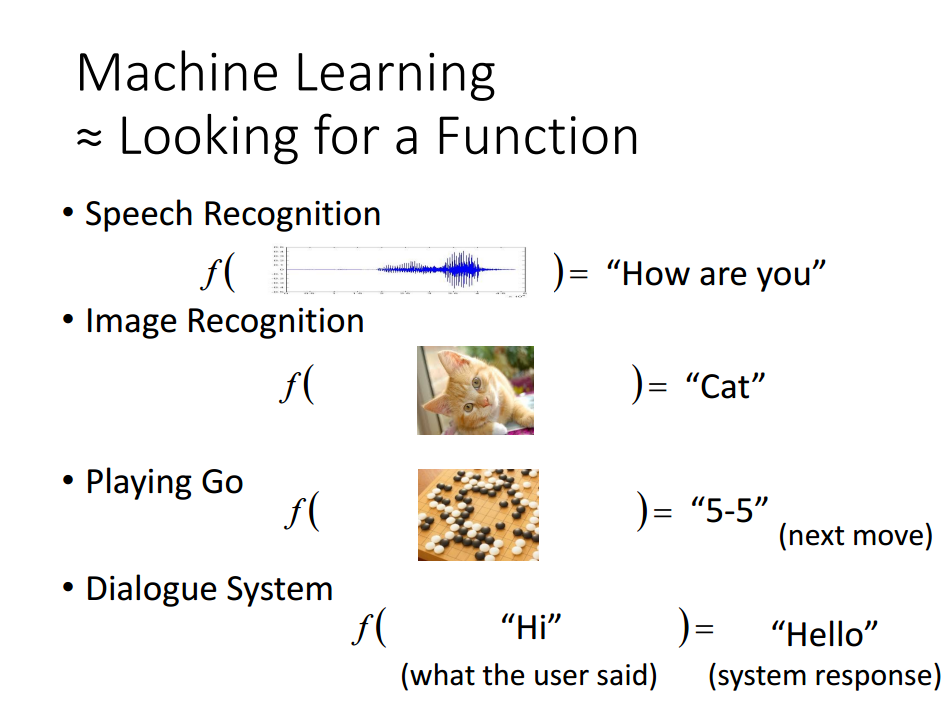 Machine Learning
≈ Looking for a Function
• Speech Recognition
f( ) = “How are you”
• Image Recognition
f( ) = “Cat”
• Playing Go
f( ) = “5-5” (next move)
• Dialogue System
f( “Hi” ) = “Hello”
(what the user said) (system response)